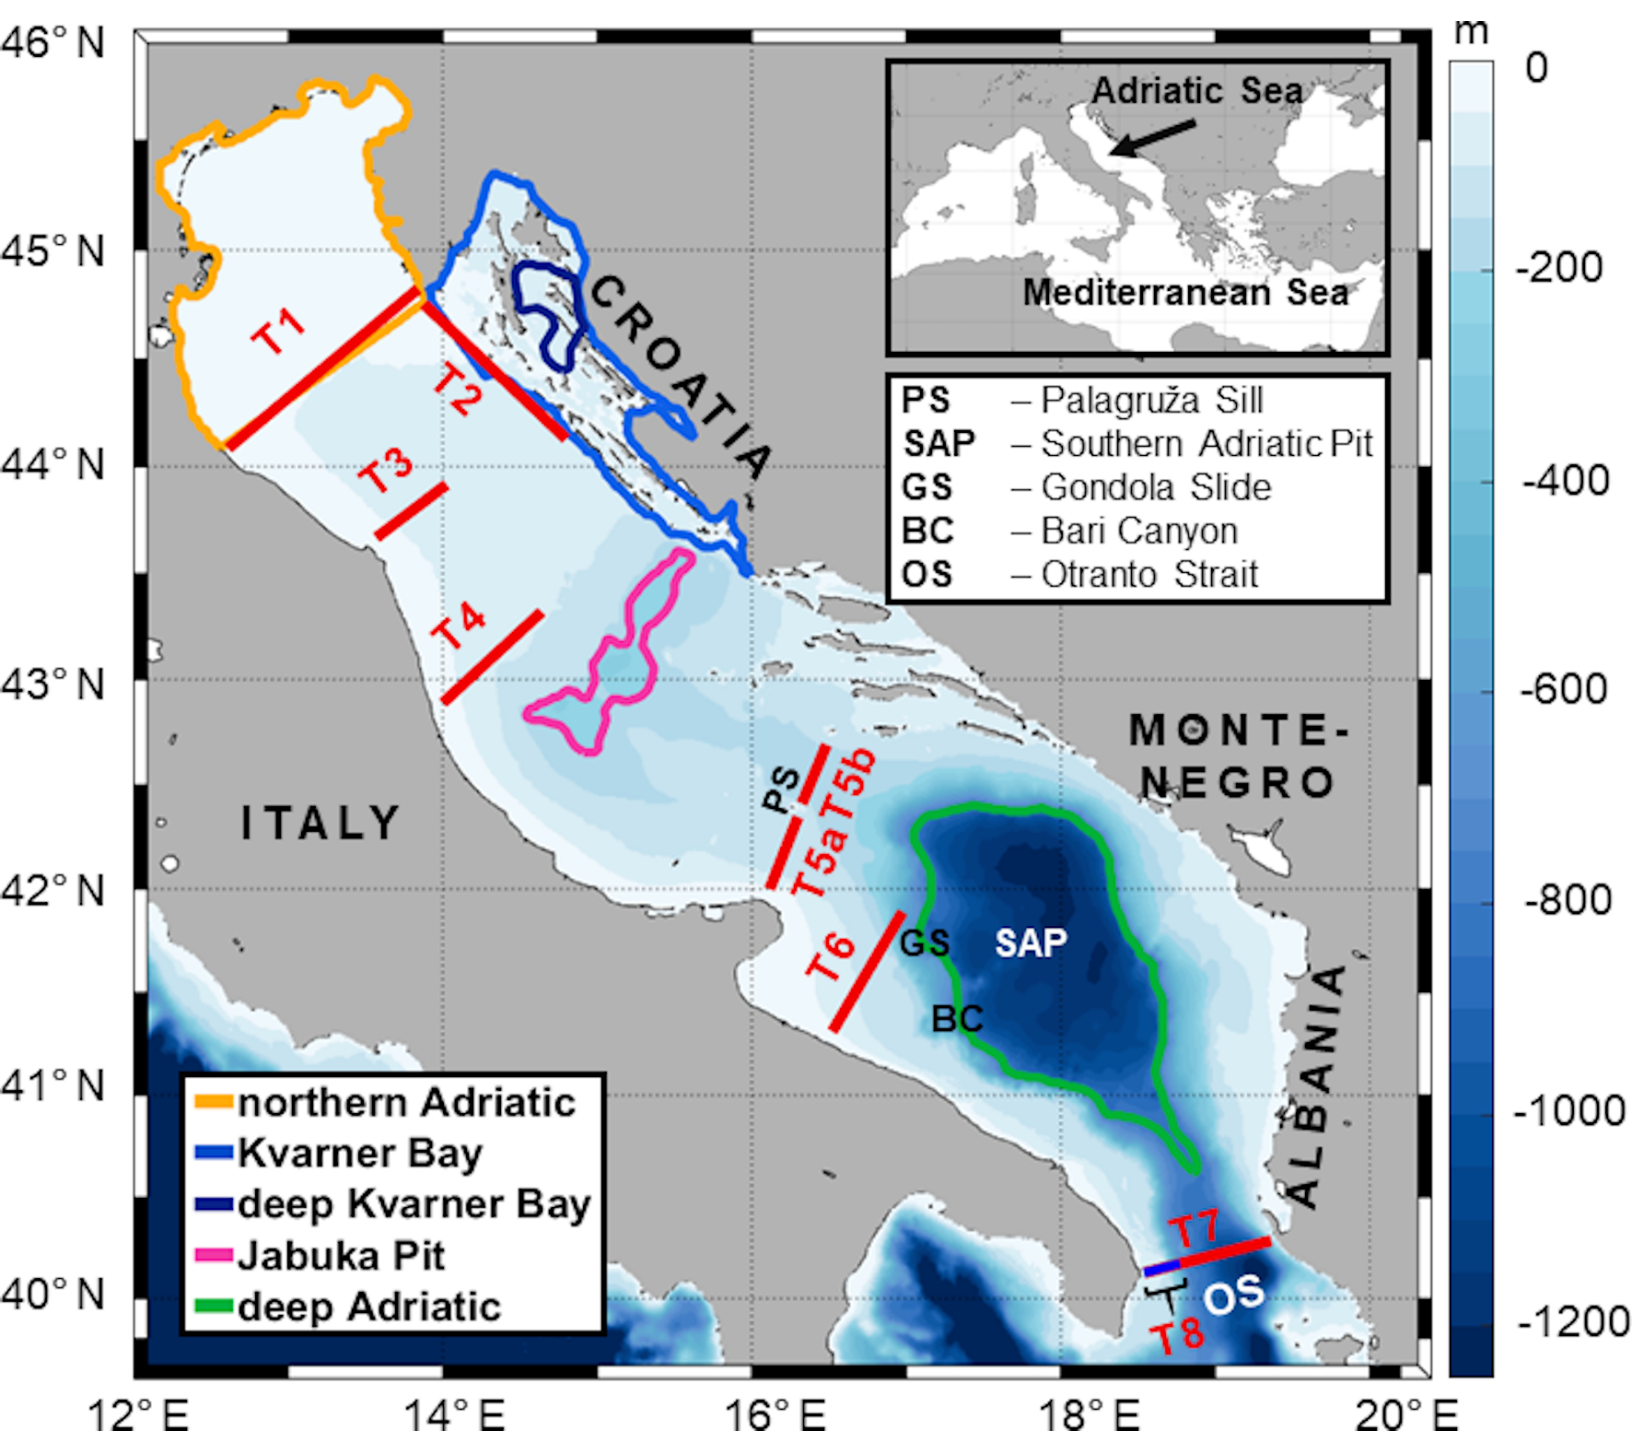 m
46°N
45°N
44°N
43°N
42°N
41°N
40°N
12°E
14°E
16°E
18°E
20°E
0
-200
-400
-600
-800
-1000
-1200
Adriatic Sea
Mediterranean Sea
PS – Palagruža Sill
SAP – Southern Adriatic Pit
GS – Gondola Slide
BC – Bari Canyon
OS – Otranto Strait
CROATIA
T1
T2
T3
T4
MONTE-
NEGRO
ITALY
PS
T5b
T5a
T6
GS
SAP
BC
ALBANIA
T7
OS
T8
northern Adriatic
Kvarner Bay
deep Kvarner Bay
Jabuka Pit
deep Adriatic